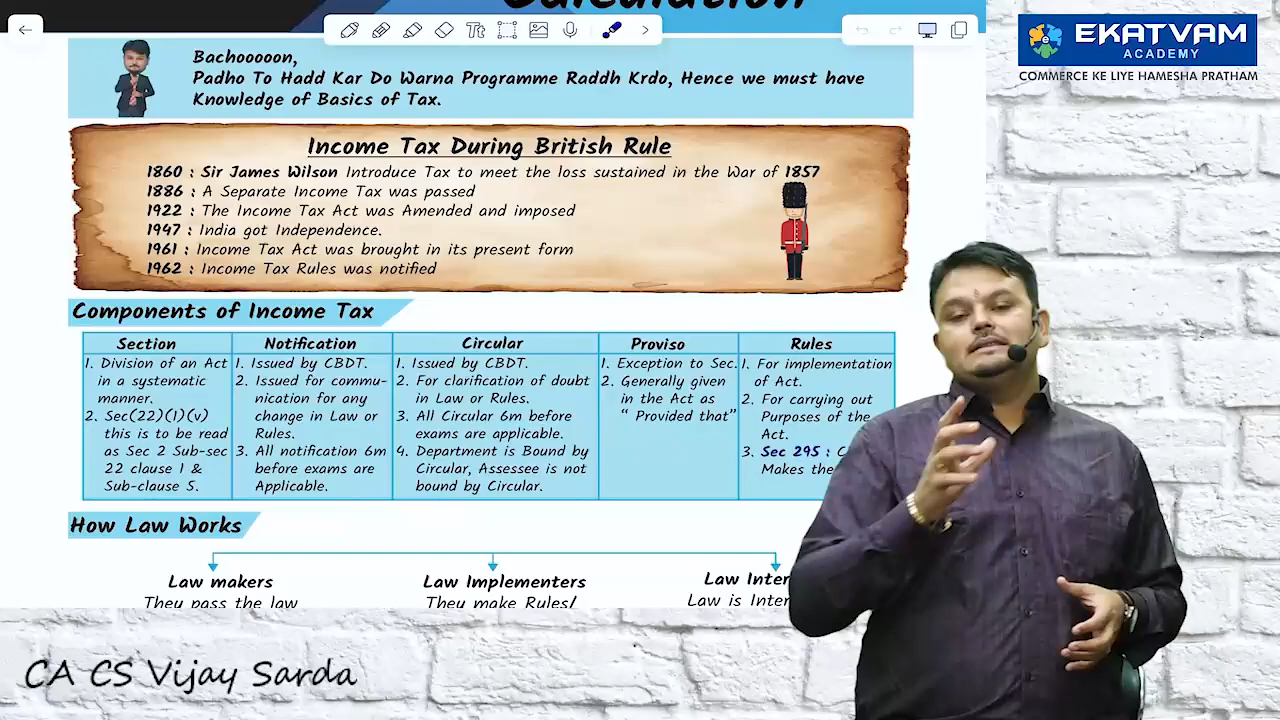 Calculation
EKATVAM
ACADEMY
COMMERCE KE LIYE HAMESHA PRATHAM
Tt
Bachooooon,
Padho To Hadd Kar Do Warna Programme Raddh Krdo, Hence we must have
Knowledge of Basics of Tax.
Income Tax During British Rule
1860 : Sir James Wilson Introduce Tax to meet the loss sustained in the War of 1857
1886 : A Separate Income Tax was passed
1922 : The Income Tax Act was Amended and imposed
1947 : India got Independence.
1961 : Income Tax Act was brought in its present form
1962 : Income Tax Rules was notified
Components of Income Tax
Section
1. Division of an Act
in a systematic
manner.
2. Sec(22)(1)(v)
this is to be read
as Sec 2 Sub-sec
22 clause 1 &
Sub-clause 5.
Notification
1. Issued by CBDT.
2. Issued for commu-
nication for any
change in Law or
Rules.
3. All notification 6m
before exams are
Applicable.
Circular
1. Issued by CBDT.
2. For clarification of doubt
in Law or Rules.
3. All Circular 6m before
exams are applicable.
4. Department is Bound by
Circular, Assessee is not
bound by Circular.
Proviso
1. Exception to Sec.
2. Generally given
in the Act as
“ Provided that”
Rules
1. For implementation
of Act.
2. For carrying out
Purposes of the
Act.
3. Sec 295 : C
Makes the
How Law Works
Law makers
They pass the law
Law Implementers
They make Rules/
Law Inter
Law is Inter
CA CS Vijay Sarda